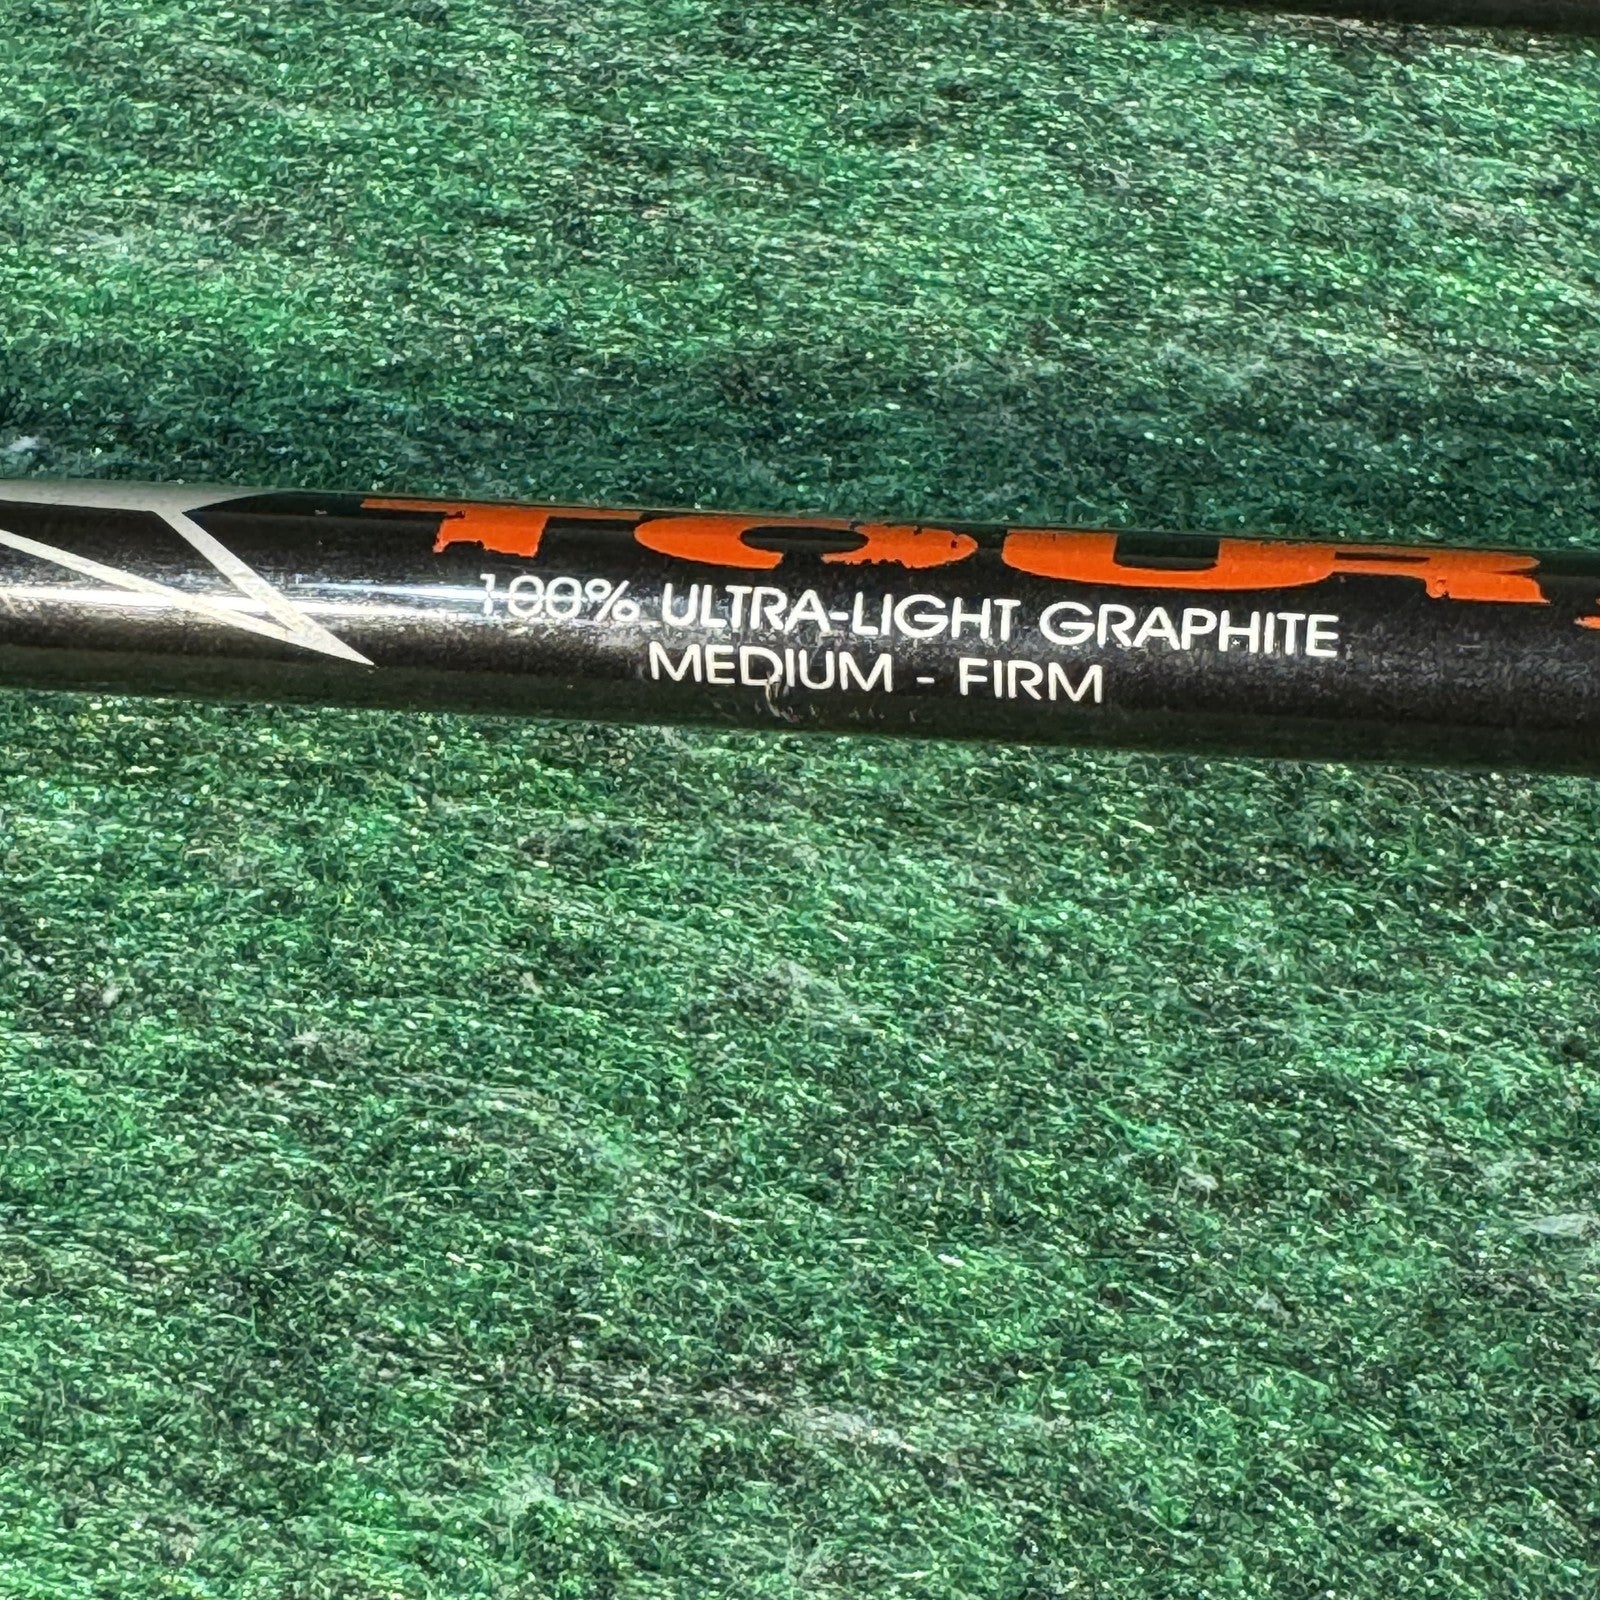 TOUR
100% ULTRA-LIGHT GRAPHITE
MEDIUM - FIRM